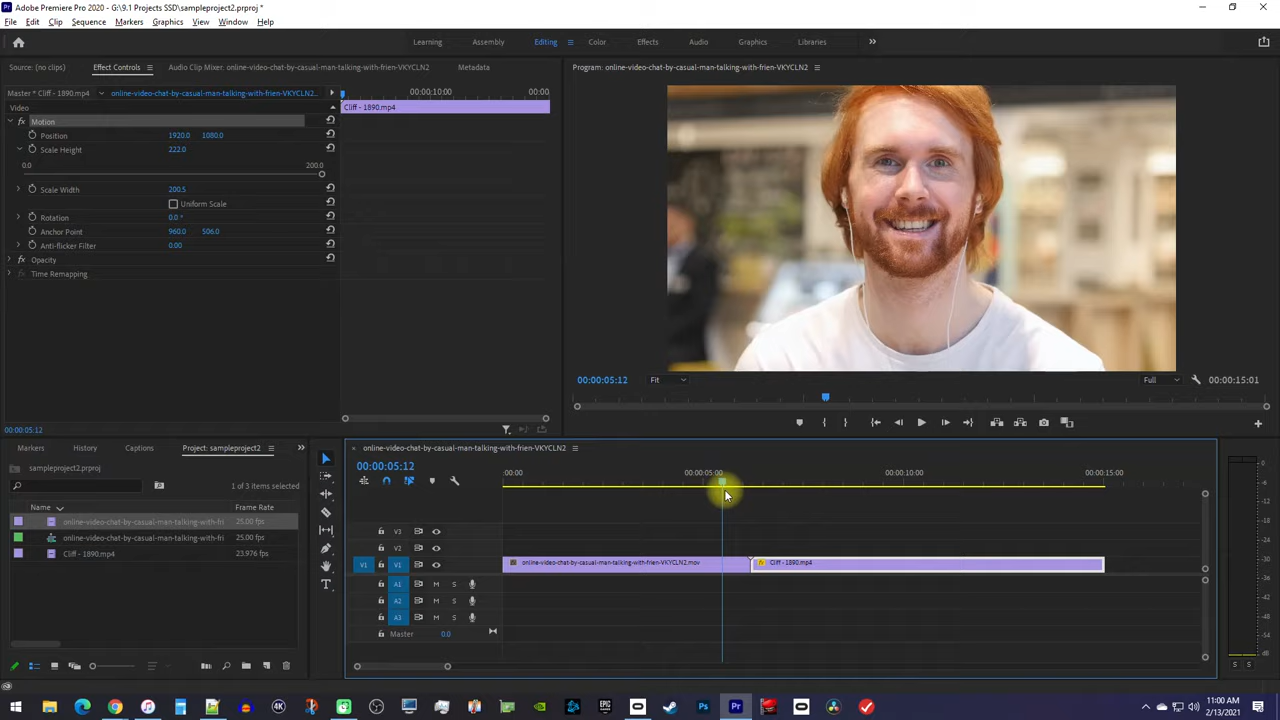 Adobe Premiere Pro 2020 - G:\9.1 Projects SSD\sampleproject2.prproj *
File Edit Clip Sequence Markers Graphics View Window Help
Learning Assembly Editing Effects Color Audio Graphics Libraries
Source: (no clips) Effect Controls Audio Clip Mixer: online-video-chat-by-casual-man-talking-with-frien-VKYCLN2 Metadata
Program: online-video-chat-by-casual-man-talking-with-frien-VKYCLN2
Master * Cliff - 1890.mp4 online-video-chat-by-casual-man-talking-with-frien-VKYCLN2... 00:00:10:00 00:00
Video Cliff - 1890.mp4
fx Motion
Position 1920.0 1080.0
Scale Height 222.0
0.0 200.0
Scale Width 200.5
Uniform Scale
Rotation 0.0 °
Anchor Point 960.0 506.0
Anti-flicker Filter 0.00
fx Opacity
Time Remapping
00:00:05:12 Fit Full 00:00:15:01
00:00:05:12
Markers History Captions Project: sampleproject2
sampleproject2.prproj
1 of 3 items selected
Name Frame Rate
online-video-chat-by-casual-man-talking-with-fri 25.00 fps
online-video-chat-by-casual-man-talking-with-fri 25.00 fps
Cliff - 1890.mp4 23.976 fps
online-video-chat-by-casual-man-talking-with-frien-VKYCLN2
00:00:05:12
:00:00 00:00:05:00 00:00:10:00 00:00:15:00
V3
V2
V1 V1 online-video-chat-by-casual-man-talking-with-frien-VKYCLN2.mov fx Cliff - 1890.mp4
A1 M S
A2 M S
A3 M S
Master 0.0
dB
S S
11:00 AM
2/13/2021